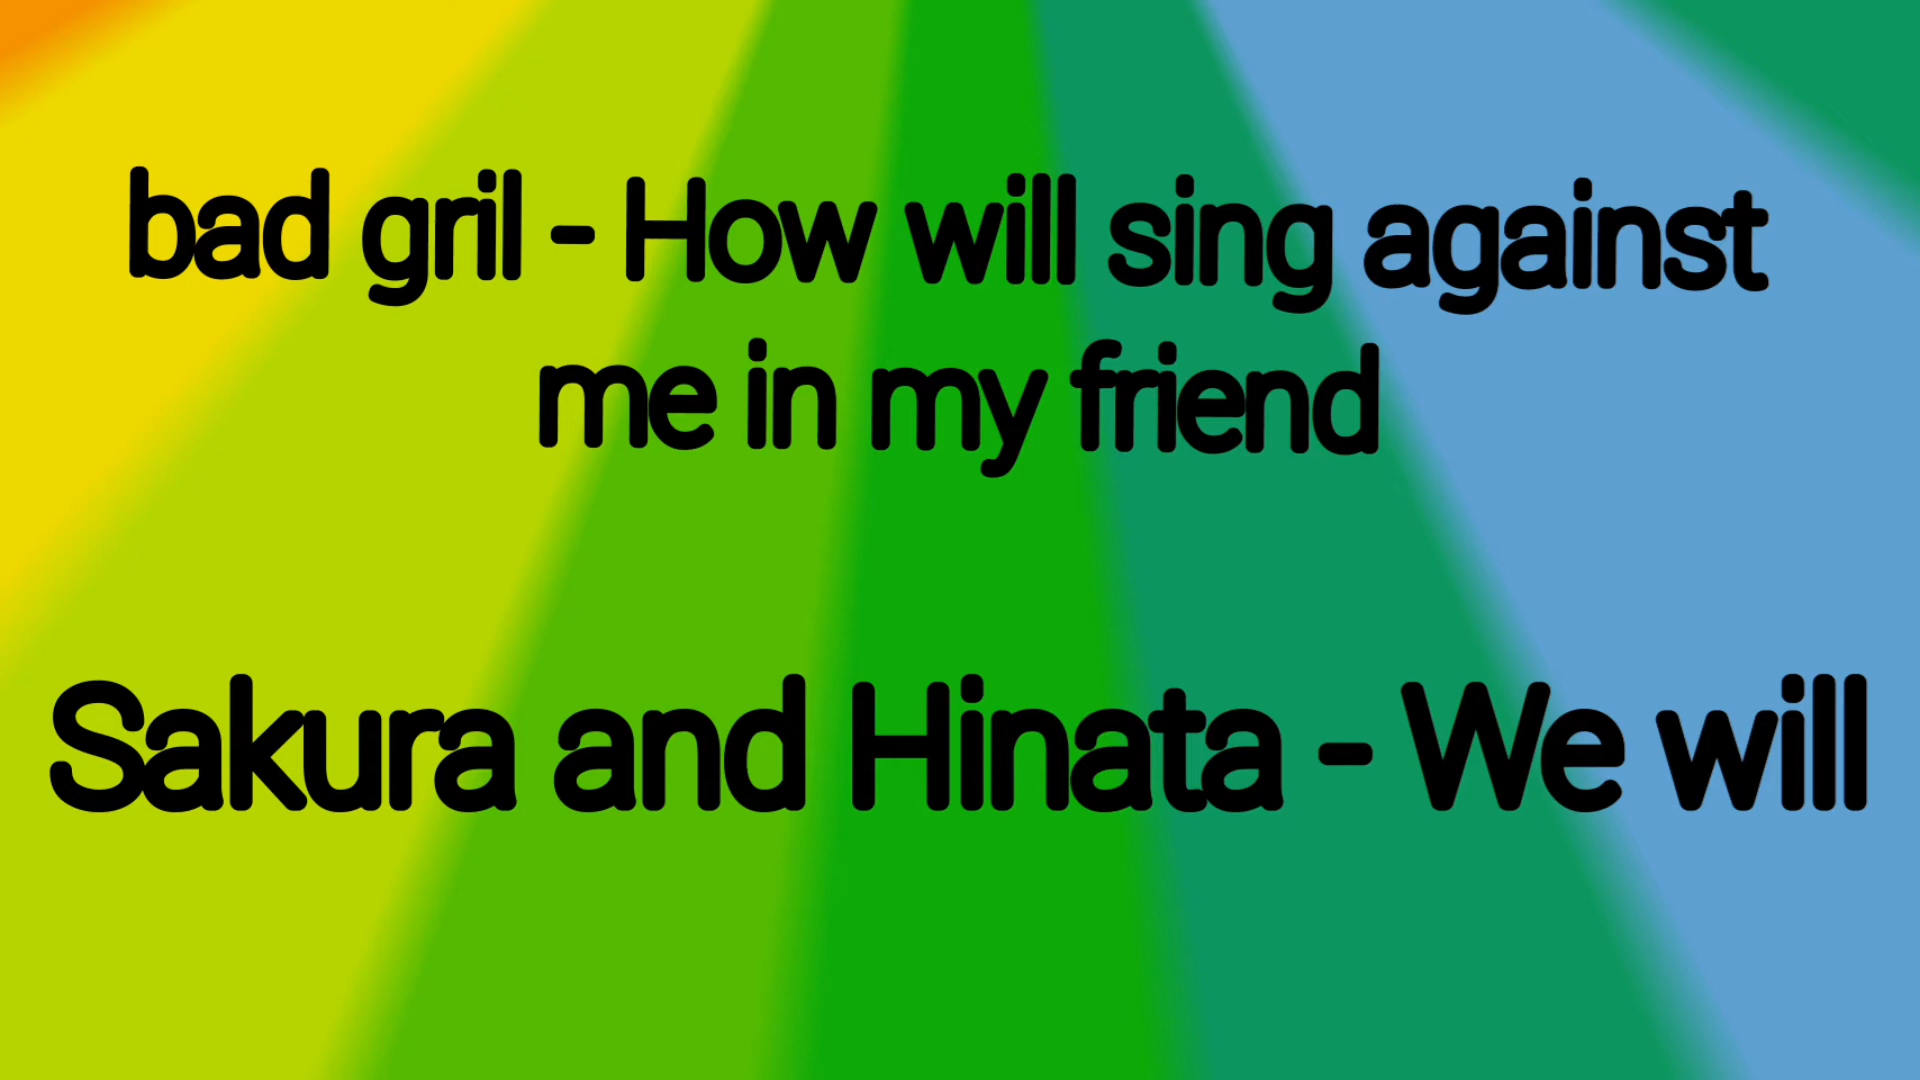 bad gril - How will sing against
me in my friend
Sakura and Hinata - We will